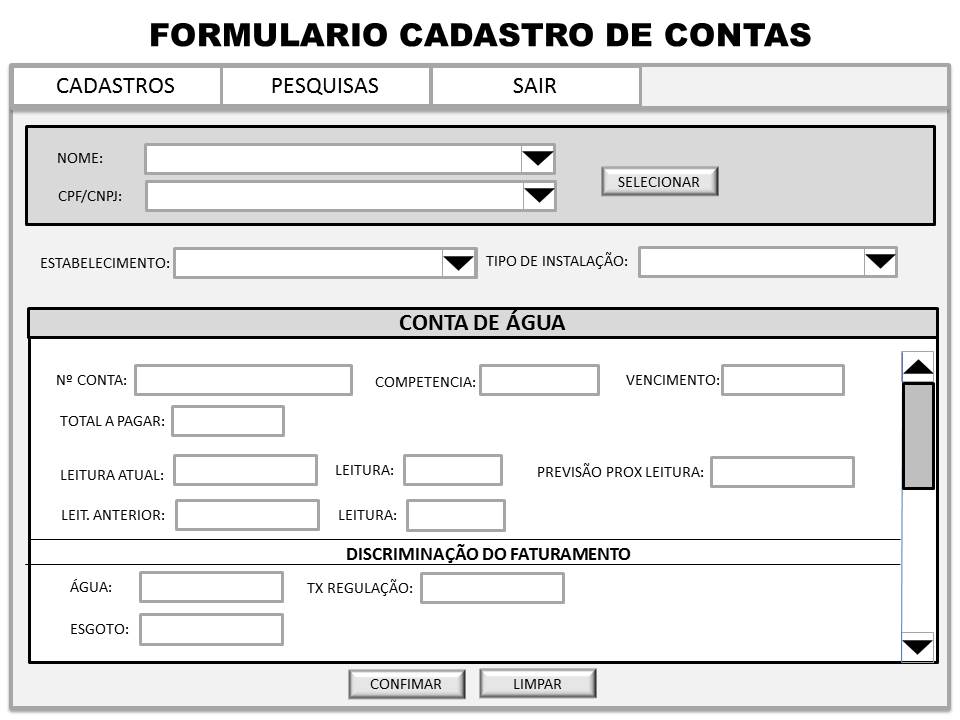 FORMULARIO CADASTRO DE CONTAS
CADASTROS PESQUISAS SAIR
NOME:
SELECIONAR
CPF/CNPJ:
ESTABELECIMENTO: TIPO DE INSTALAÇÃO:
CONTA DE ÁGUA
Nº CONTA: COMPETENCIA: VENCIMENTO:
TOTAL A PAGAR:
LEITURA ATUAL: LEITURA: PREVISÃO PROX LEITURA:
LEIT. ANTERIOR: LEITURA:
DISCRIMINAÇÃO DO FATURAMENTO
ÁGUA: TX REGULAÇÃO:
ESGOTO:
CONFIMAR LIMPAR